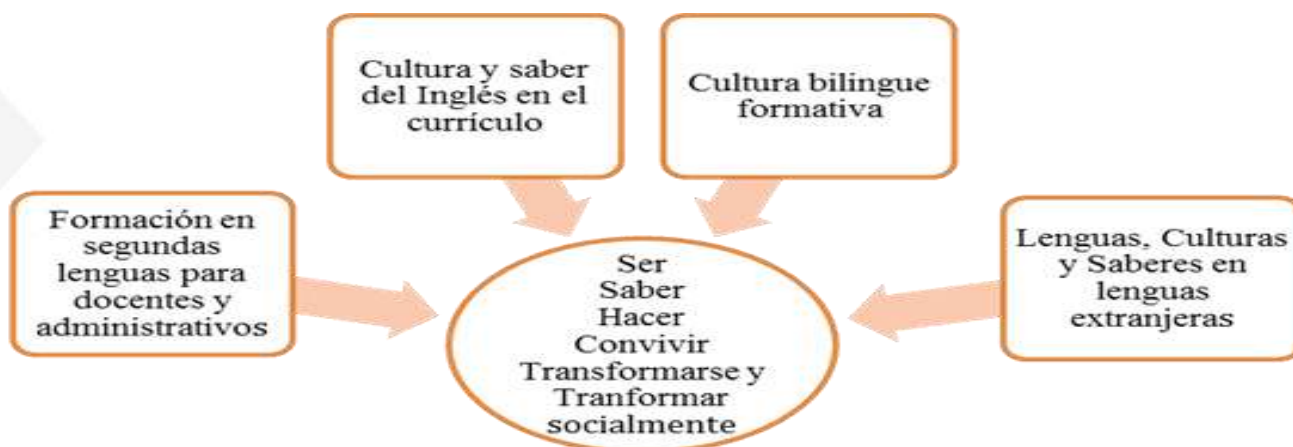 Cultura y saber
del Inglés en el
currículo
Cultura bilingue
formativa
Formación en
segundas
lenguas para
docentes y
administrativos
Lenguas, Culturas
y Saberes en
lenguas
extranjeras
Ser
Saber
Hacer
Convivir
Transformarse y
Tranformar
socialmente